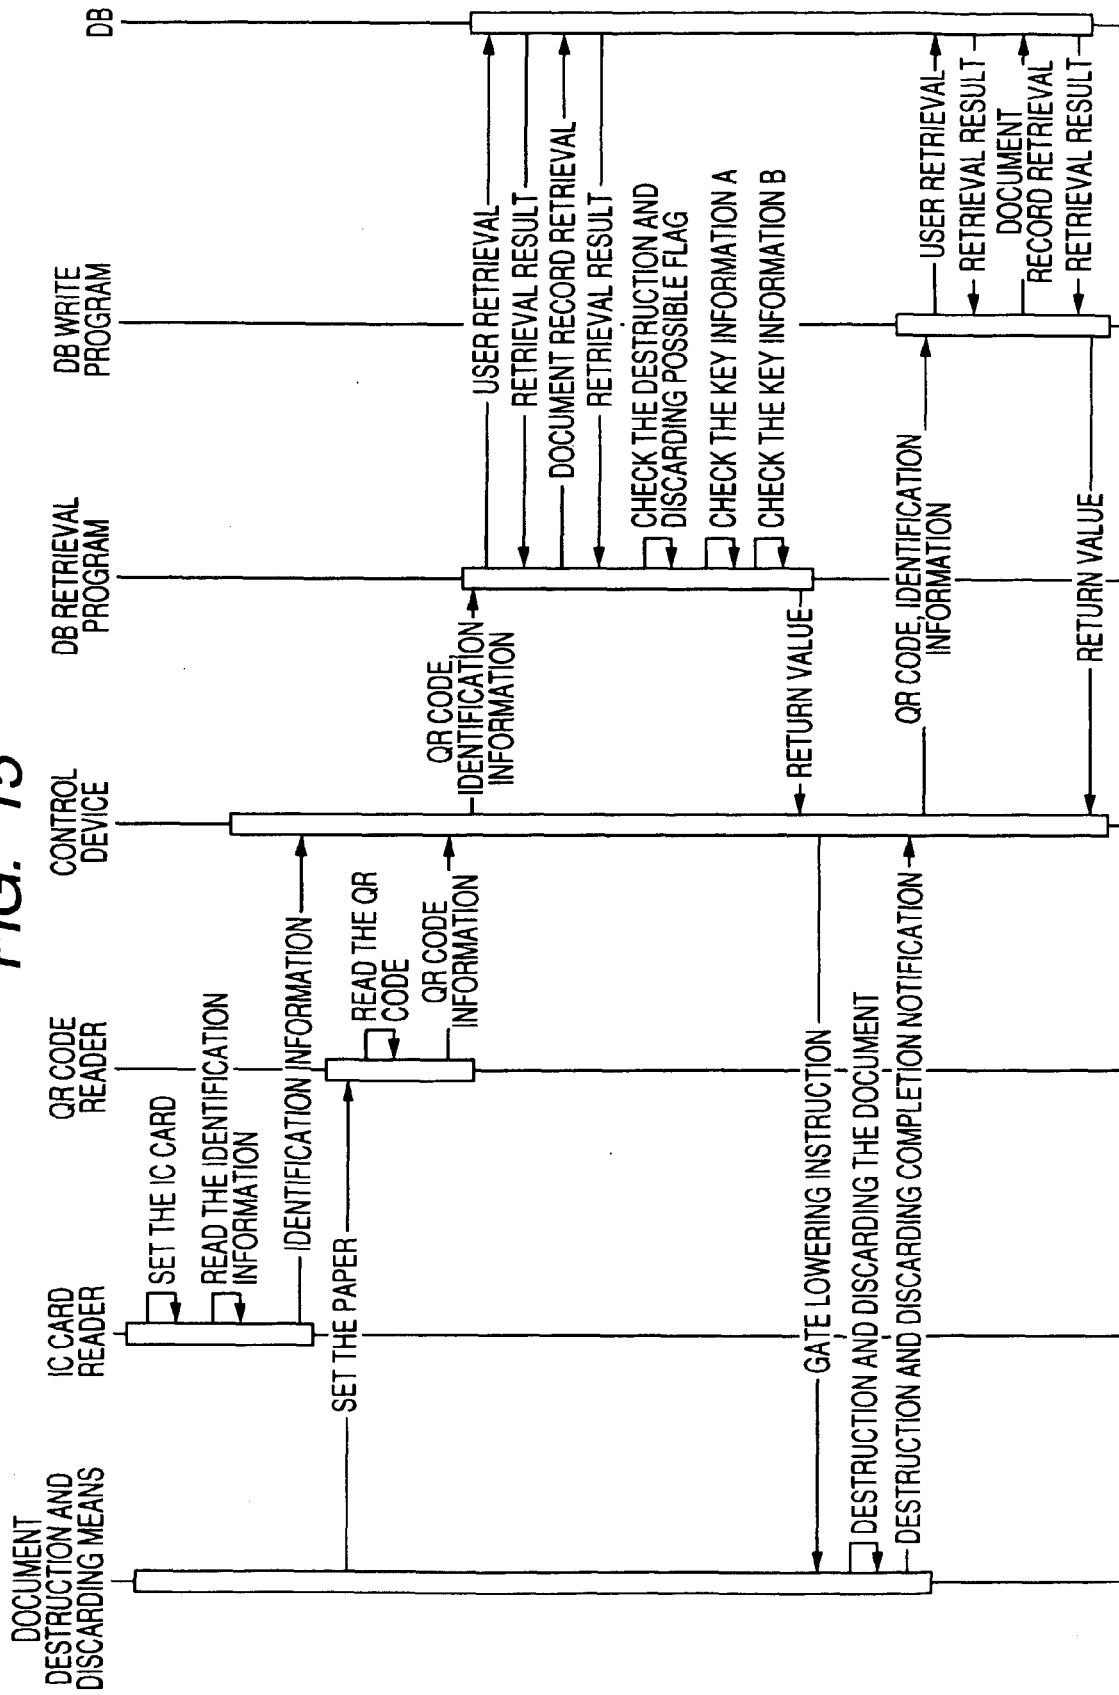 FIG. 15
DOCUMENT
DESTRUCTION AND
DISCARDING MEANS
IC CARD
READER
QR CODE
READER
CONTROL
DEVICE
DB RETRIEVAL
PROGRAM
DB WRITE
PROGRAM
DB
SET THE IC CARD
READ THE IDENTIFICATION
INFORMATION
IDENTIFICATION INFORMATION
SET THE PAPER
READ THE QR
CODE
QR CODE
INFORMATION
QR CODE,
IDENTIFICATION
INFORMATION
USER RETRIEVAL
RETRIEVAL RESULT
DOCUMENT RECORD RETRIEVAL
RETRIEVAL RESULT
CHECK THE DESTRUCTION AND
DISCARDING POSSIBLE FLAG
CHECK THE KEY INFORMATION A
CHECK THE KEY INFORMATION B
RETURN VALUE
GATE LOWERING INSTRUCTION
DESTRUCTION AND DISCARDING THE DOCUMENT
DESTRUCTION AND DISCARDING COMPLETION NOTIFICATION
QR CODE, IDENTIFICATION
INFORMATION
USER RETRIEVAL
RETRIEVAL RESULT
DOCUMENT
RECORD RETRIEVAL
RETRIEVAL RESULT
RETURN VALUE